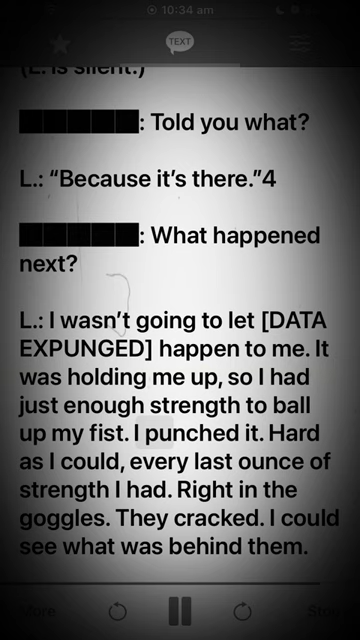 10:34 am
TEXT
(L. is silent.)
██████: Told you what?
L.: “Because it’s there.”4
██████: What happened
next?
L.: I wasn’t going to let [DATA
EXPUNGED] happen to me. It
was holding me up, so I had
just enough strength to ball
up my fist. I punched it. Hard
as I could, every last ounce of
strength I had. Right in the
goggles. They cracked. I could
see what was behind them.
More